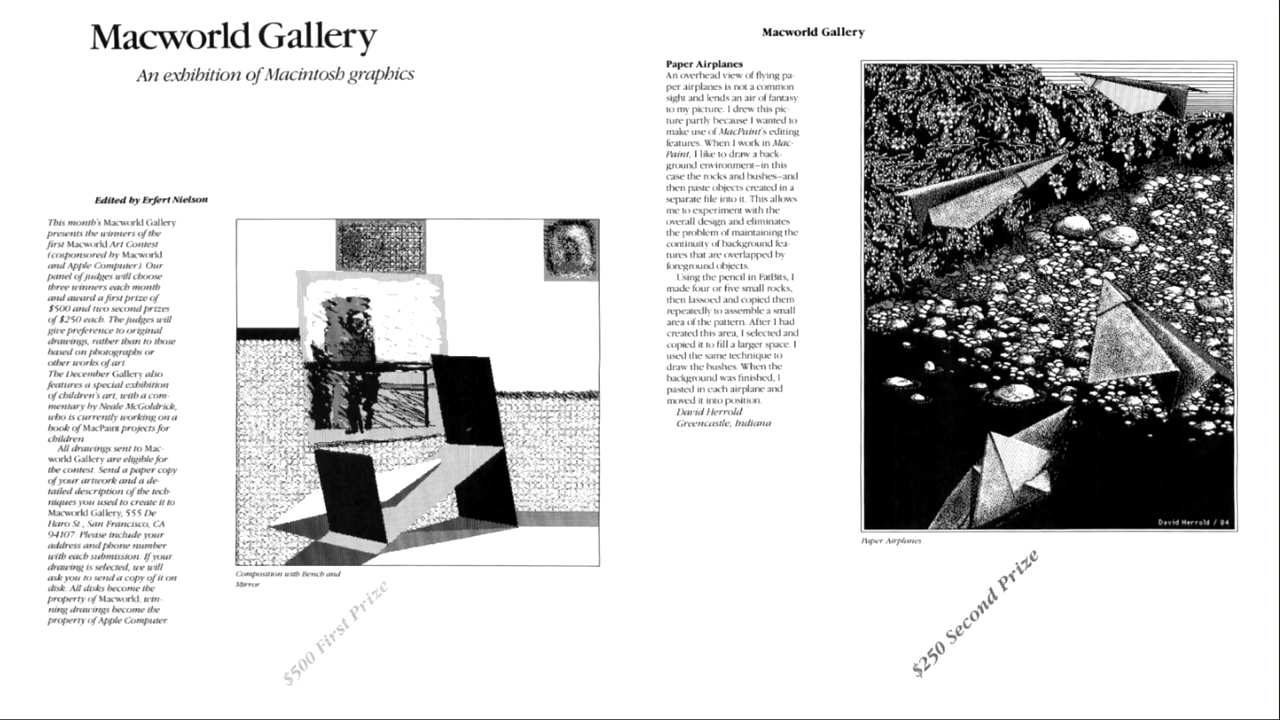 Macworld Gallery
An exhibition of Macintosh graphics
Edited by Erfert Nielson
This month's Macworld Gallery
presents the winners of the
first Macworld Art Contest
(cosponsored by Macworld
and Apple Computer). Our
panel of judges will choose
three winners each month
and award a first prize of
$500 and two second prizes
of $250 each. The judges will
give preference to original
drawings, rather than to those
based on photographs or
other works of art.
The December Gallery also
features a special exhibition
of children's art, with a com-
mentary by Neale McGoldrick,
who is currently working on a
book of MacPaint projects for
children.
All drawings sent to Mac-
world Gallery are eligible for
the contest. Send a paper copy
of your artwork and a de-
tailed description of the tech-
niques you used to create it to
Macworld Gallery, 555 De
Haro St., San Francisco, CA
94107. Please include your
address and phone number
with each submission. If your
drawing is selected, we will
ask you to send a copy of it on
disk. All disks become the
property of Macworld; win-
ning drawings become the
property of Apple Computer.
Composition with Bench and
Mirror
$500 First Prize
Macworld Gallery
Paper Airplanes
An overhead view of flying pa-
per airplanes is not a common
sight and lends an air of fantasy
to my picture. I drew this pic-
ture partly because I wanted to
make use of MacPaint's editing
features. When I work in Mac-
Paint, I like to draw a back-
ground environment—in this
case the rocks and bushes—and
then paste objects created in a
separate file into it. This allows
me to experiment with the
overall design and eliminates
the problem of maintaining the
continuity of background fea-
tures that are overlapped by
foreground objects.
Using the pencil in FatBits, I
made four or five small rocks,
then lassoed and copied them
repeatedly to assemble a small
area of the pattern. After I had
created this area, I selected and
copied it to fill a larger space. I
used the same technique to
draw the bushes. When the
background was finished, I
pasted in each airplane and
moved it into position.
David Herrold
Greencastle, Indiana
David Herrold / 84
Paper Airplanes
$250 Second Prize